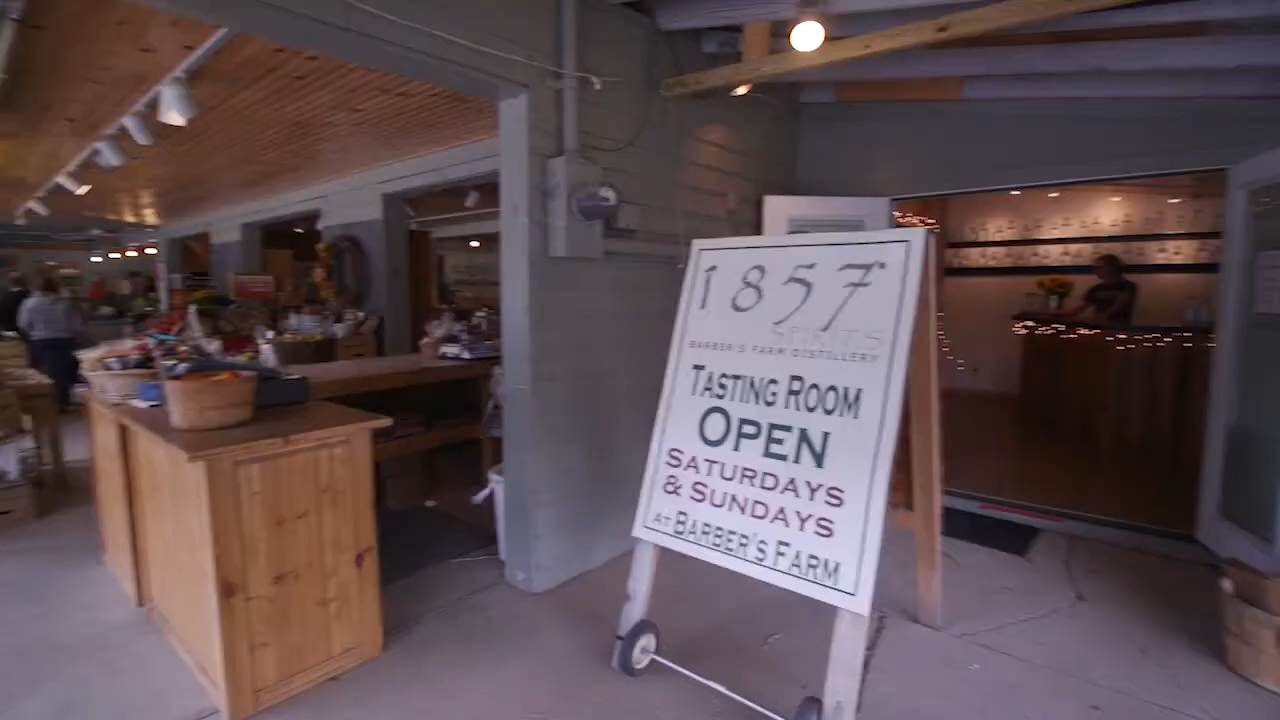 1857
SPIRITS
BARBER'S FARM DISTILLERY
TASTING ROOM
OPEN
SATURDAYS
& SUNDAYS
AT BARBER'S FARM